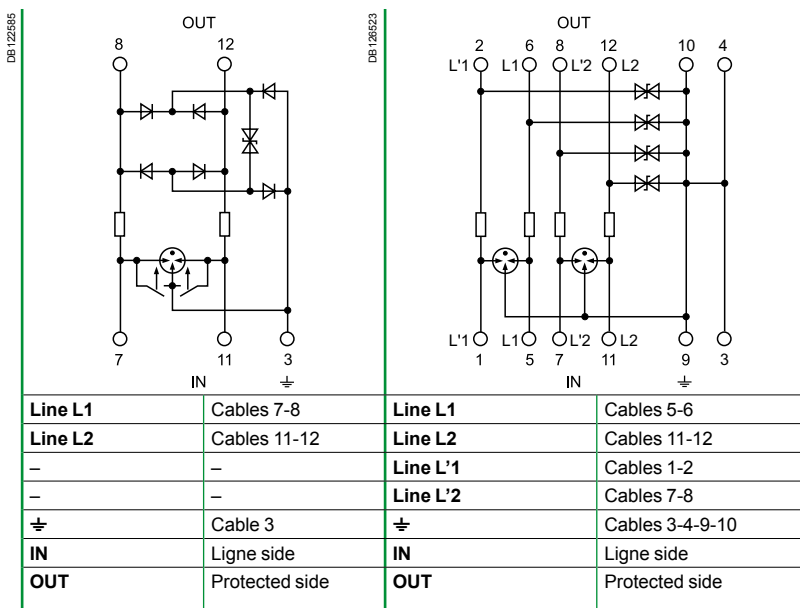 DB122585
OUT
8 12
7 11 3
IN
DB126523
OUT
2 6 8 12 10 4
L'1 L1 L'2 L2
L'1 L1 L'2 L2
1 5 7 11 9 3
IN
Line L1 Cables 7-8 Line L1 Cables 5-6
Line L2 Cables 11-12 Line L2 Cables 11-12
– – Line L’1 Cables 1-2
– – Line L’2 Cables 7-8
⏚ Cable 3 ⏚ Cables 3-4-9-10
IN Ligne side IN Ligne side
OUT Protected side OUT Protected side